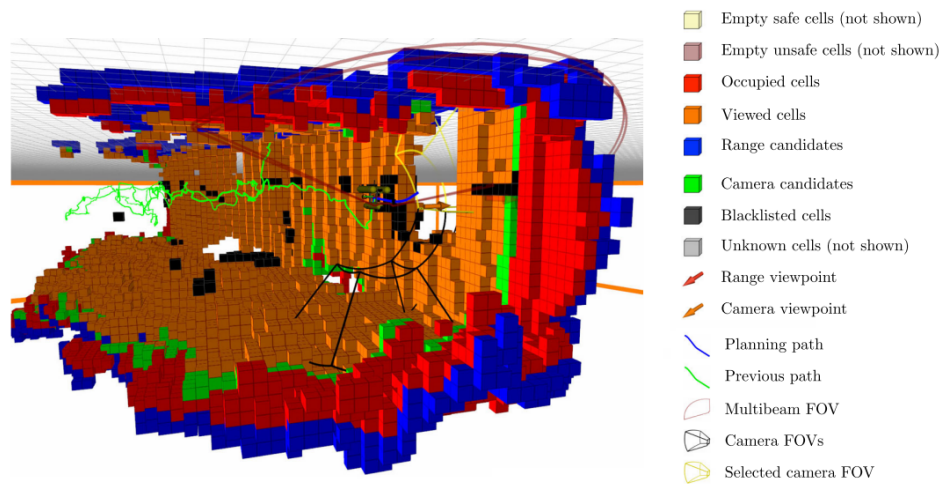 Empty safe cells (not shown)
Empty unsafe cells (not shown)
Occupied cells
Viewed cells
Range candidates
Camera candidates
Blacklisted cells
Unknown cells (not shown)
Range viewpoint
Camera viewpoint
Planning path
Previous path
Multibeam FOV
Camera FOVs
Selected camera FOV